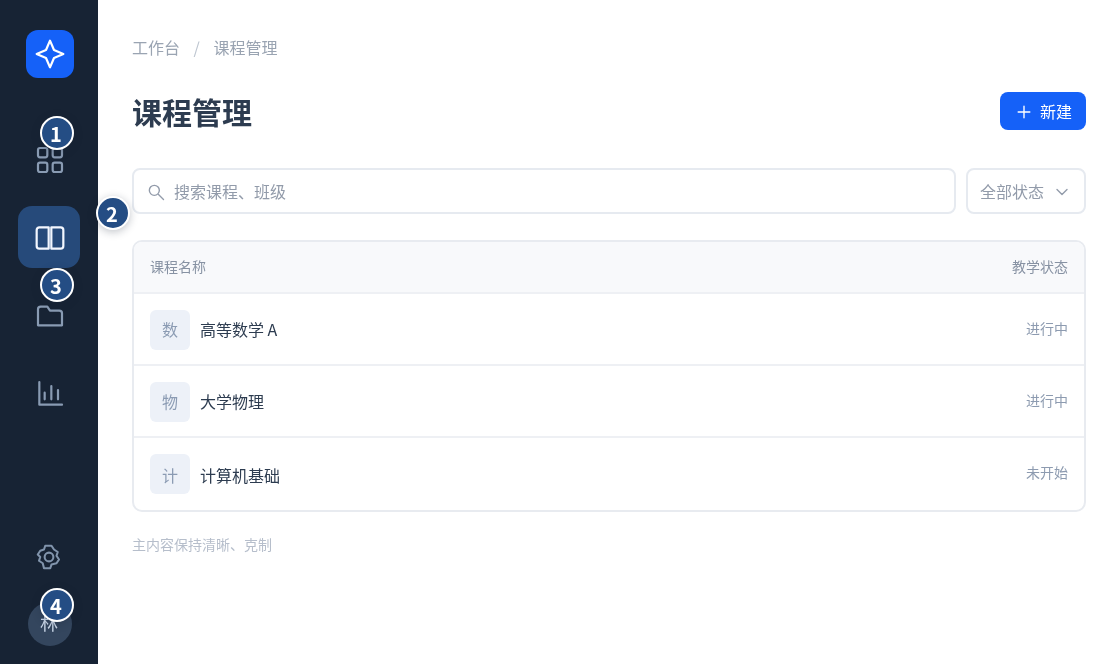 工作台 / 课程管理
课程管理
新建
1
2
搜索课程、班级
全部状态
课程名称 教学状态
3
数 高等数学 A 进行中
物 大学物理 进行中
计 计算机基础 未开始
主内容保持清晰、克制
4
林